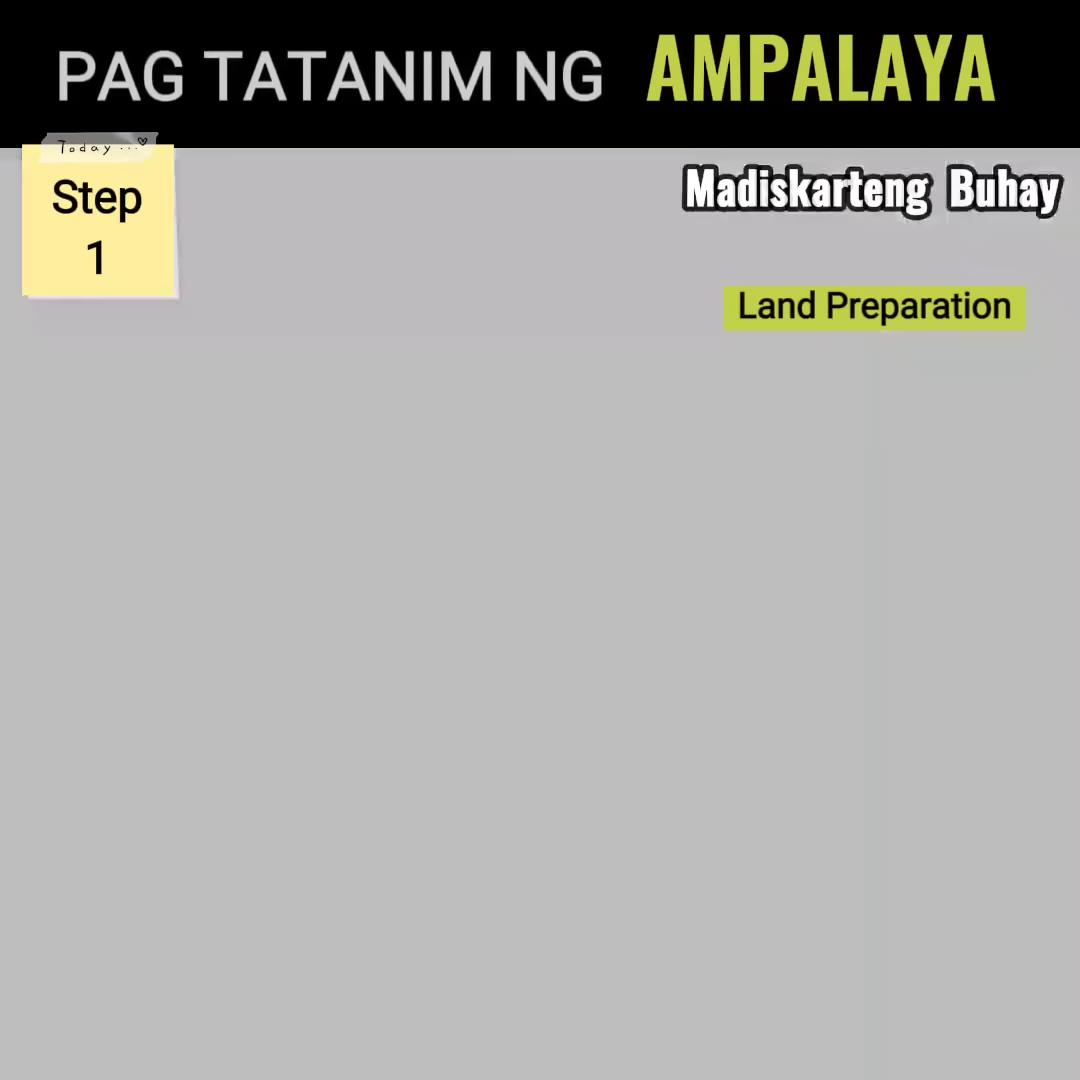 PAG TATANIM NG AMPALAYA
Today...
Step
1
Madiskarteng Buhay
Land Preparation